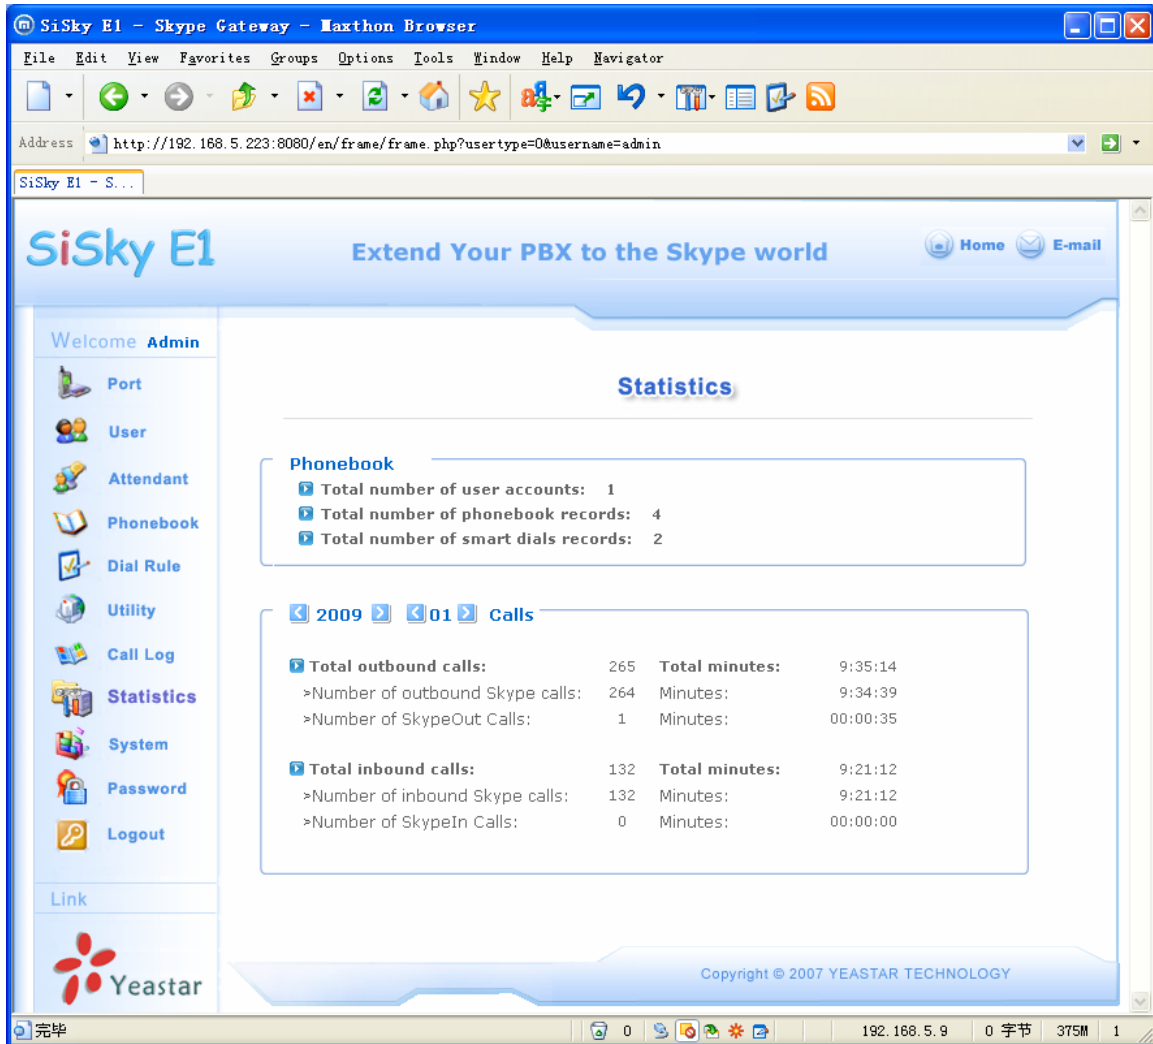 SiSky E1 - Skype Gateway - Maxthon Browser
File Edit View Favorites Groups Options Tools Window Help Navigator
Address http://192.168.5.223:8080/en/frame/frame.php?usertype=0&username=admin
SiSky E1 - S...
SiSky E1
Extend Your PBX to the Skype world
Home E-mail
Welcome Admin
Port
User
Attendant
Phonebook
Dial Rule
Utility
Call Log
Statistics
System
Password
Logout
Link
Yeastar
Statistics
Phonebook
Total number of user accounts: 1
Total number of phonebook records: 4
Total number of smart dials records: 2
2009 01 Calls
Total outbound calls: 265 Total minutes: 9:35:14
>Number of outbound Skype calls: 264 Minutes: 9:34:39
>Number of SkypeOut Calls: 1 Minutes: 00:00:35
Total inbound calls: 132 Total minutes: 9:21:12
>Number of inbound Skype calls: 132 Minutes: 9:21:12
>Number of SkypeIn Calls: 0 Minutes: 00:00:00
Copyright © 2007 YEASTAR TECHNOLOGY
完毕 0 192.168.5.9 0 字节 375M 1